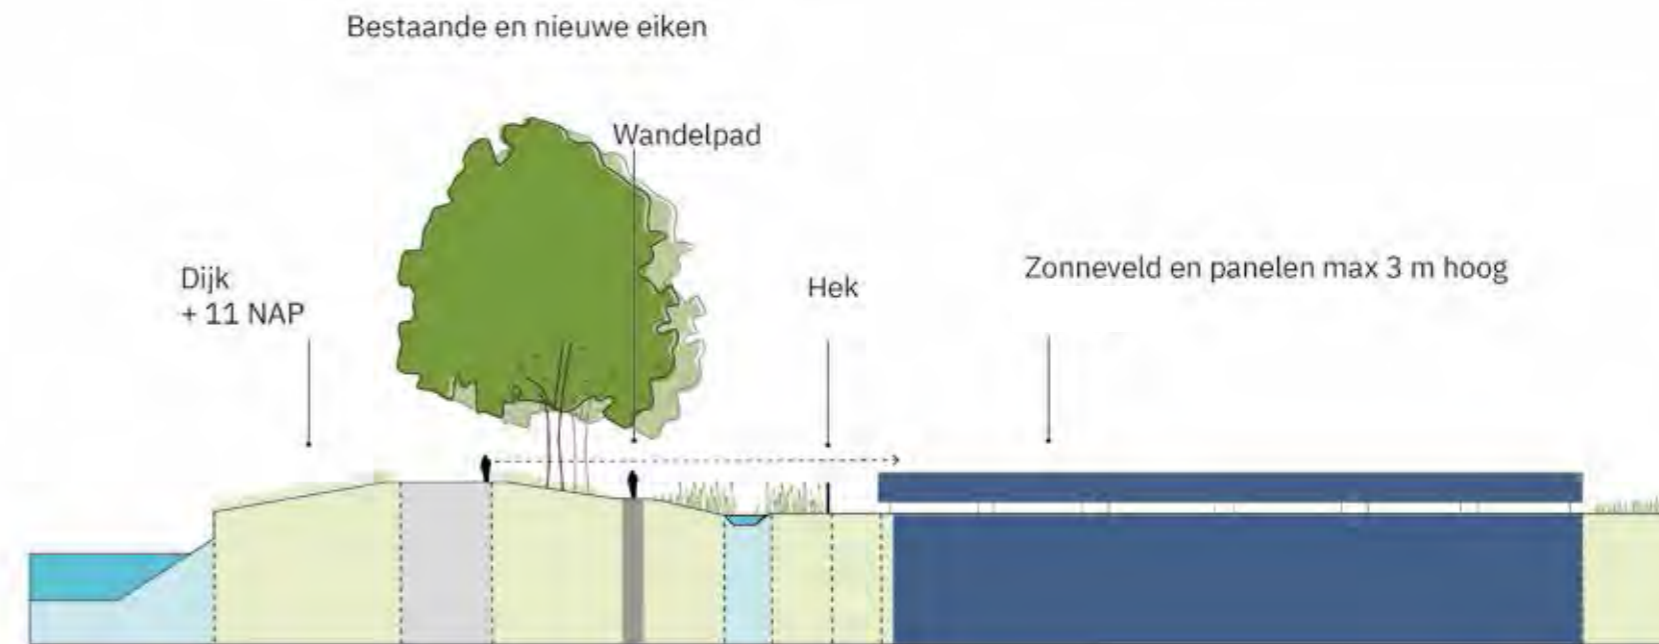 Bestaande en nieuwe eiken
Wandelpad
Dijk
+ 11 NAP
Hek
Zonneveld en panelen max 3 m hoog